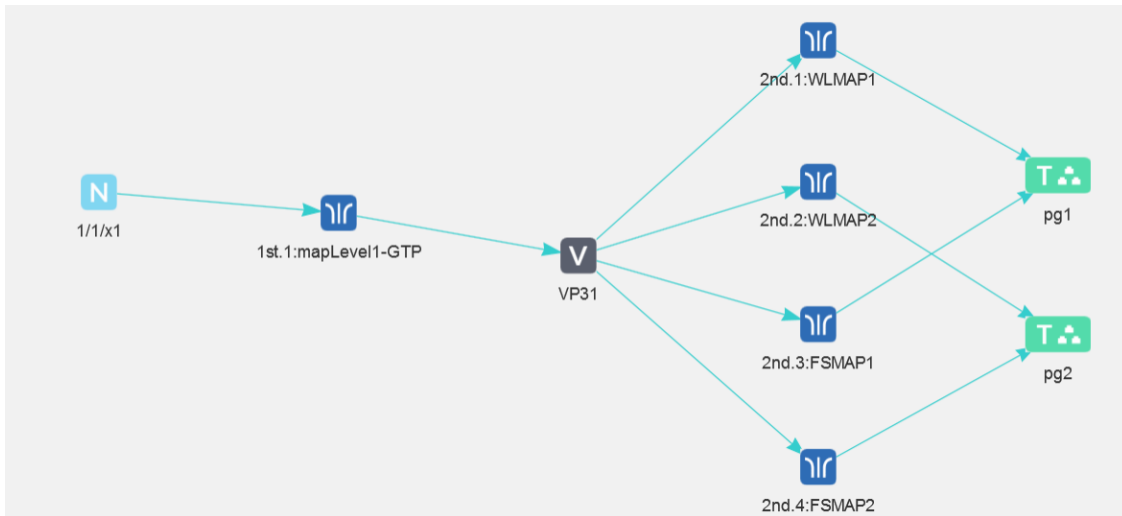 2nd.1:WLMAP1
N
1/1/x1
1st.1:mapLevel1-GTP
V
VP31
2nd.2:WLMAP2
2nd.3:FSMAP1
2nd.4:FSMAP2
T
pg1
T
pg2